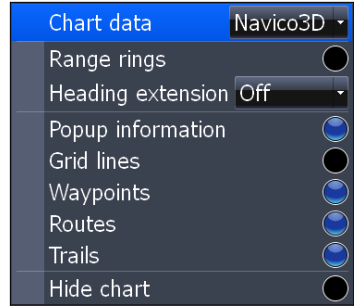 Chart data Navico3D
Range rings
Heading extension Off
Popup information
Grid lines
Waypoints
Routes
Trails
Hide chart